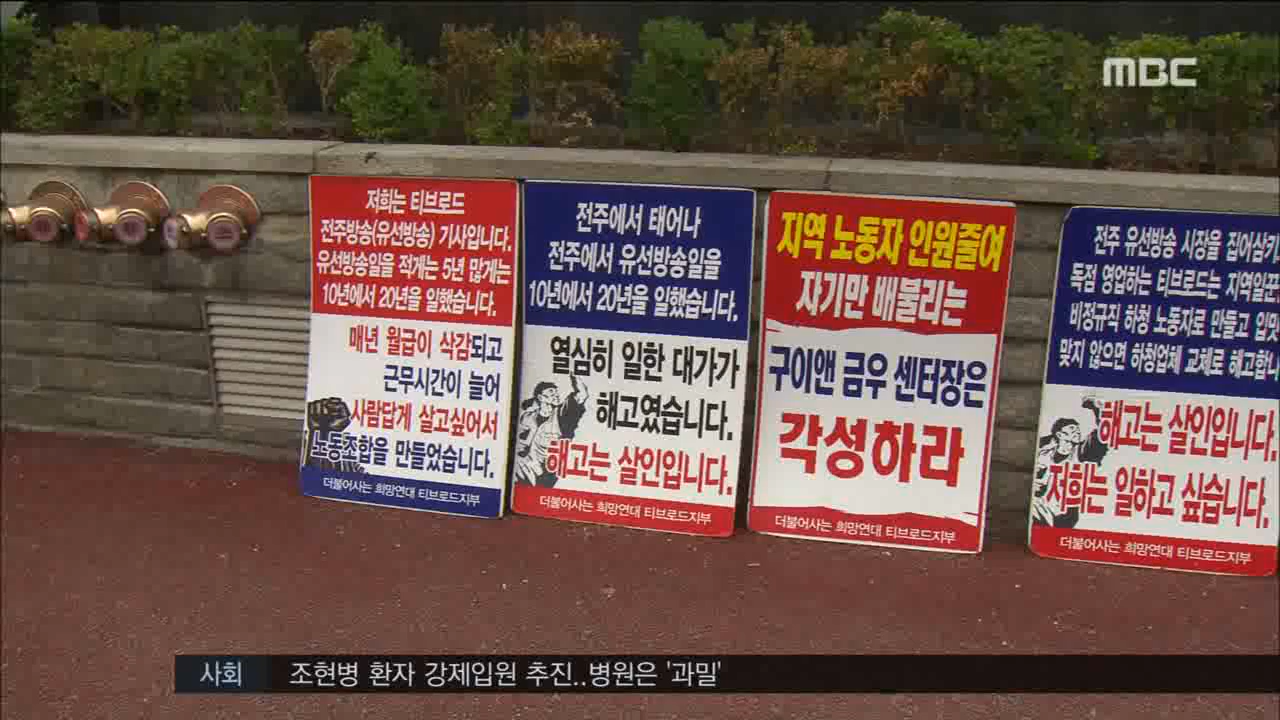 MBC
저희는 티브로드
전주방송(유선방송) 기사입니다.
유선방송일을 적게는 5년 많게는
10년에서 20년을 일했습니다.
매년 월급이 삭감되고
근무시간이 늘어
사람답게 살고싶어서
노동조합을 만들었습니다.
더불어사는 희망연대 티브로드지부
전주에서 태어나
전주에서 유선방송일을
10년에서 20년을 일했습니다.
열심히 일한 대가가
해고였습니다.
해고는 살인입니다.
더불어사는 희망연대 티브로드지부
지역 노동자 인원줄여
자기만 배불리는
구이앤 금우 센터장은
각성하라
더불어사는 희망연대 티브로드지부
전주 유선방송 시장을 집어삼키
독점 영업하는 티브로드는 지역일꾼
비정규직 하청 노동자로 만들고 입맛
맞지 않으면 하청업체 교체로 해고합니
해고는 살인입니다.
저희는 일하고 싶습니다.
더불어사는 희망연대 티브로드지부
사회 조현병 환자 강제입원 추진..병원은 '과밀'